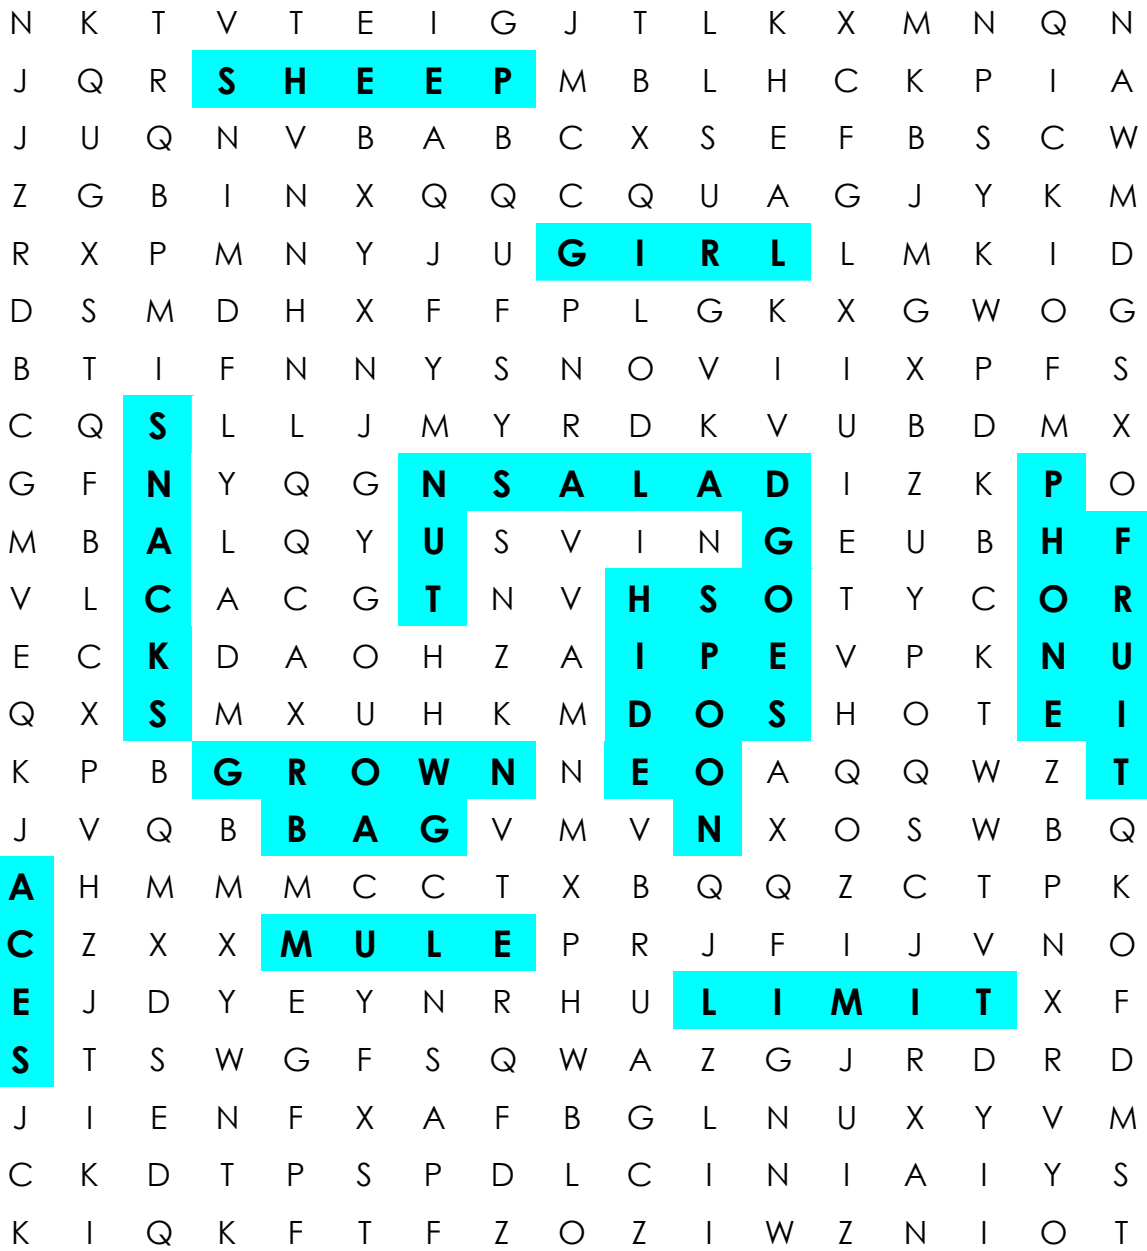 N K T V T E I G J T L K X M N Q N
J Q R S H E E P M B L H C K P I A
J U Q N V B A B C X S E F B S C W
Z G B I N X Q Q C Q U A G J Y K M
R X P M N Y J U G I R L L M K I D
D S M D H X F F P L G K X G W O G
B T I F N N Y S N O V I I X P F S
C Q S L L J M Y R D K V U B D M X
G F N Y Q G N S A L A D I Z K P O
M B A L Q Y U S V I N G E U B H F
V L C A C G T N V H S O T Y C O R
E C K D A O H Z A I P E V P K N U
Q X S M X U H K M D O S H O T E I
K P B G R O W N N E O A Q Q W Z T
J V Q B B A G V M V N X O S W B Q
A H M M M C C T X B Q Q Z C T P K
C Z X X M U L E P R J F I J V N O
E J D Y E Y N R H U L I M I T X F
S T S W G F S Q W A Z G J R D R D
J I E N F X A F B G L N U X Y V M
C K D T P S P D L C I N I A I Y S
K I Q K F T F Z O Z I W Z N I O T